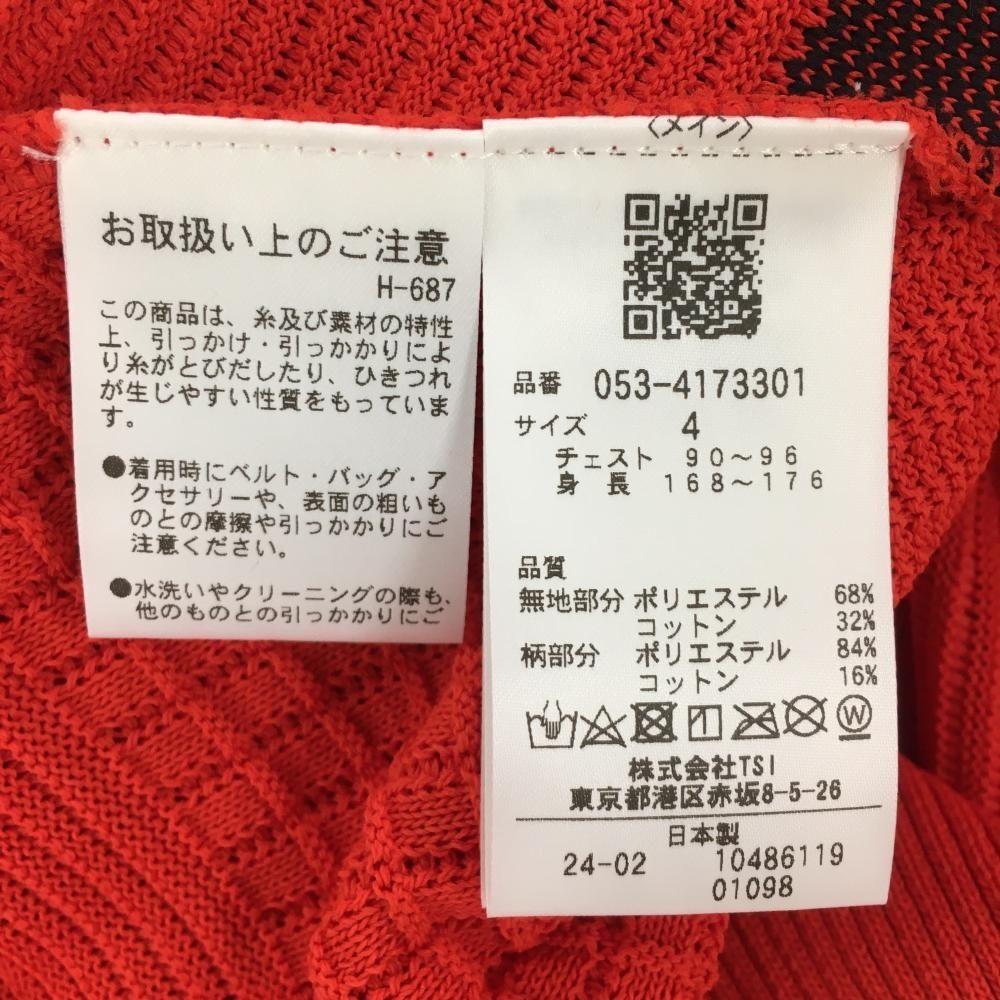 お取扱い上のご注意
H-687
この商品は、糸及び素材の特性
上、引っかけ・引っかかりによ
り糸がとびだしたり、ひきつれ
が生じやすい性質をもっていま
す。
●着用時にベルト・バッグ・ア
クセサリーや、表面の粗いも
のとの摩擦や引っかかりにご
注意ください。
●水洗いやクリーニングの際も、
他のものとの引っかかりにご
〈メイン〉
品番 053-4173301
サイズ 4
チェスト 90～96
身長 168～176
品質
無地部分 ポリエステル 68%
コットン 32%
柄部分 ポリエステル 84%
コットン 16%
W
株式会社TSI
東京都港区赤坂8-5-26
日本製
24-02 10486119
01098